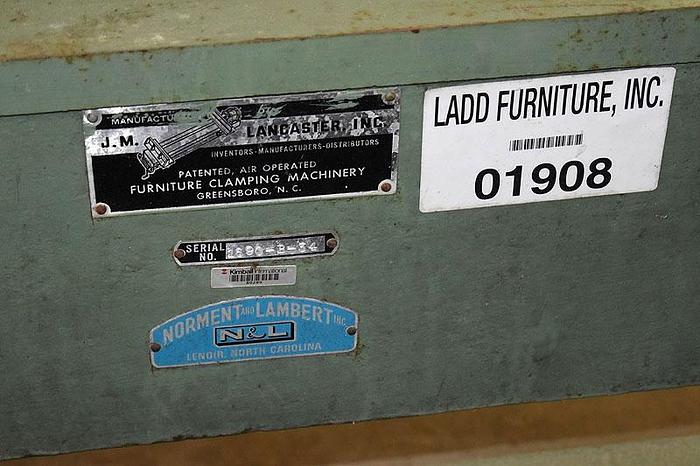 MANUFACTU
J.M. LANCASTER, INC.
INVENTORS-MANUFACTURERS-DISTRIBUTORS
PATENTED, AIR OPERATED
FURNITURE CLAMPING MACHINERY
GREENSBORO, N. C.
LADD FURNITURE, INC.
01908
SERIAL
NO.
Kimball International
NORMENT AND LAMBERT INC.
N&L
LENOIR, NORTH CAROLINA